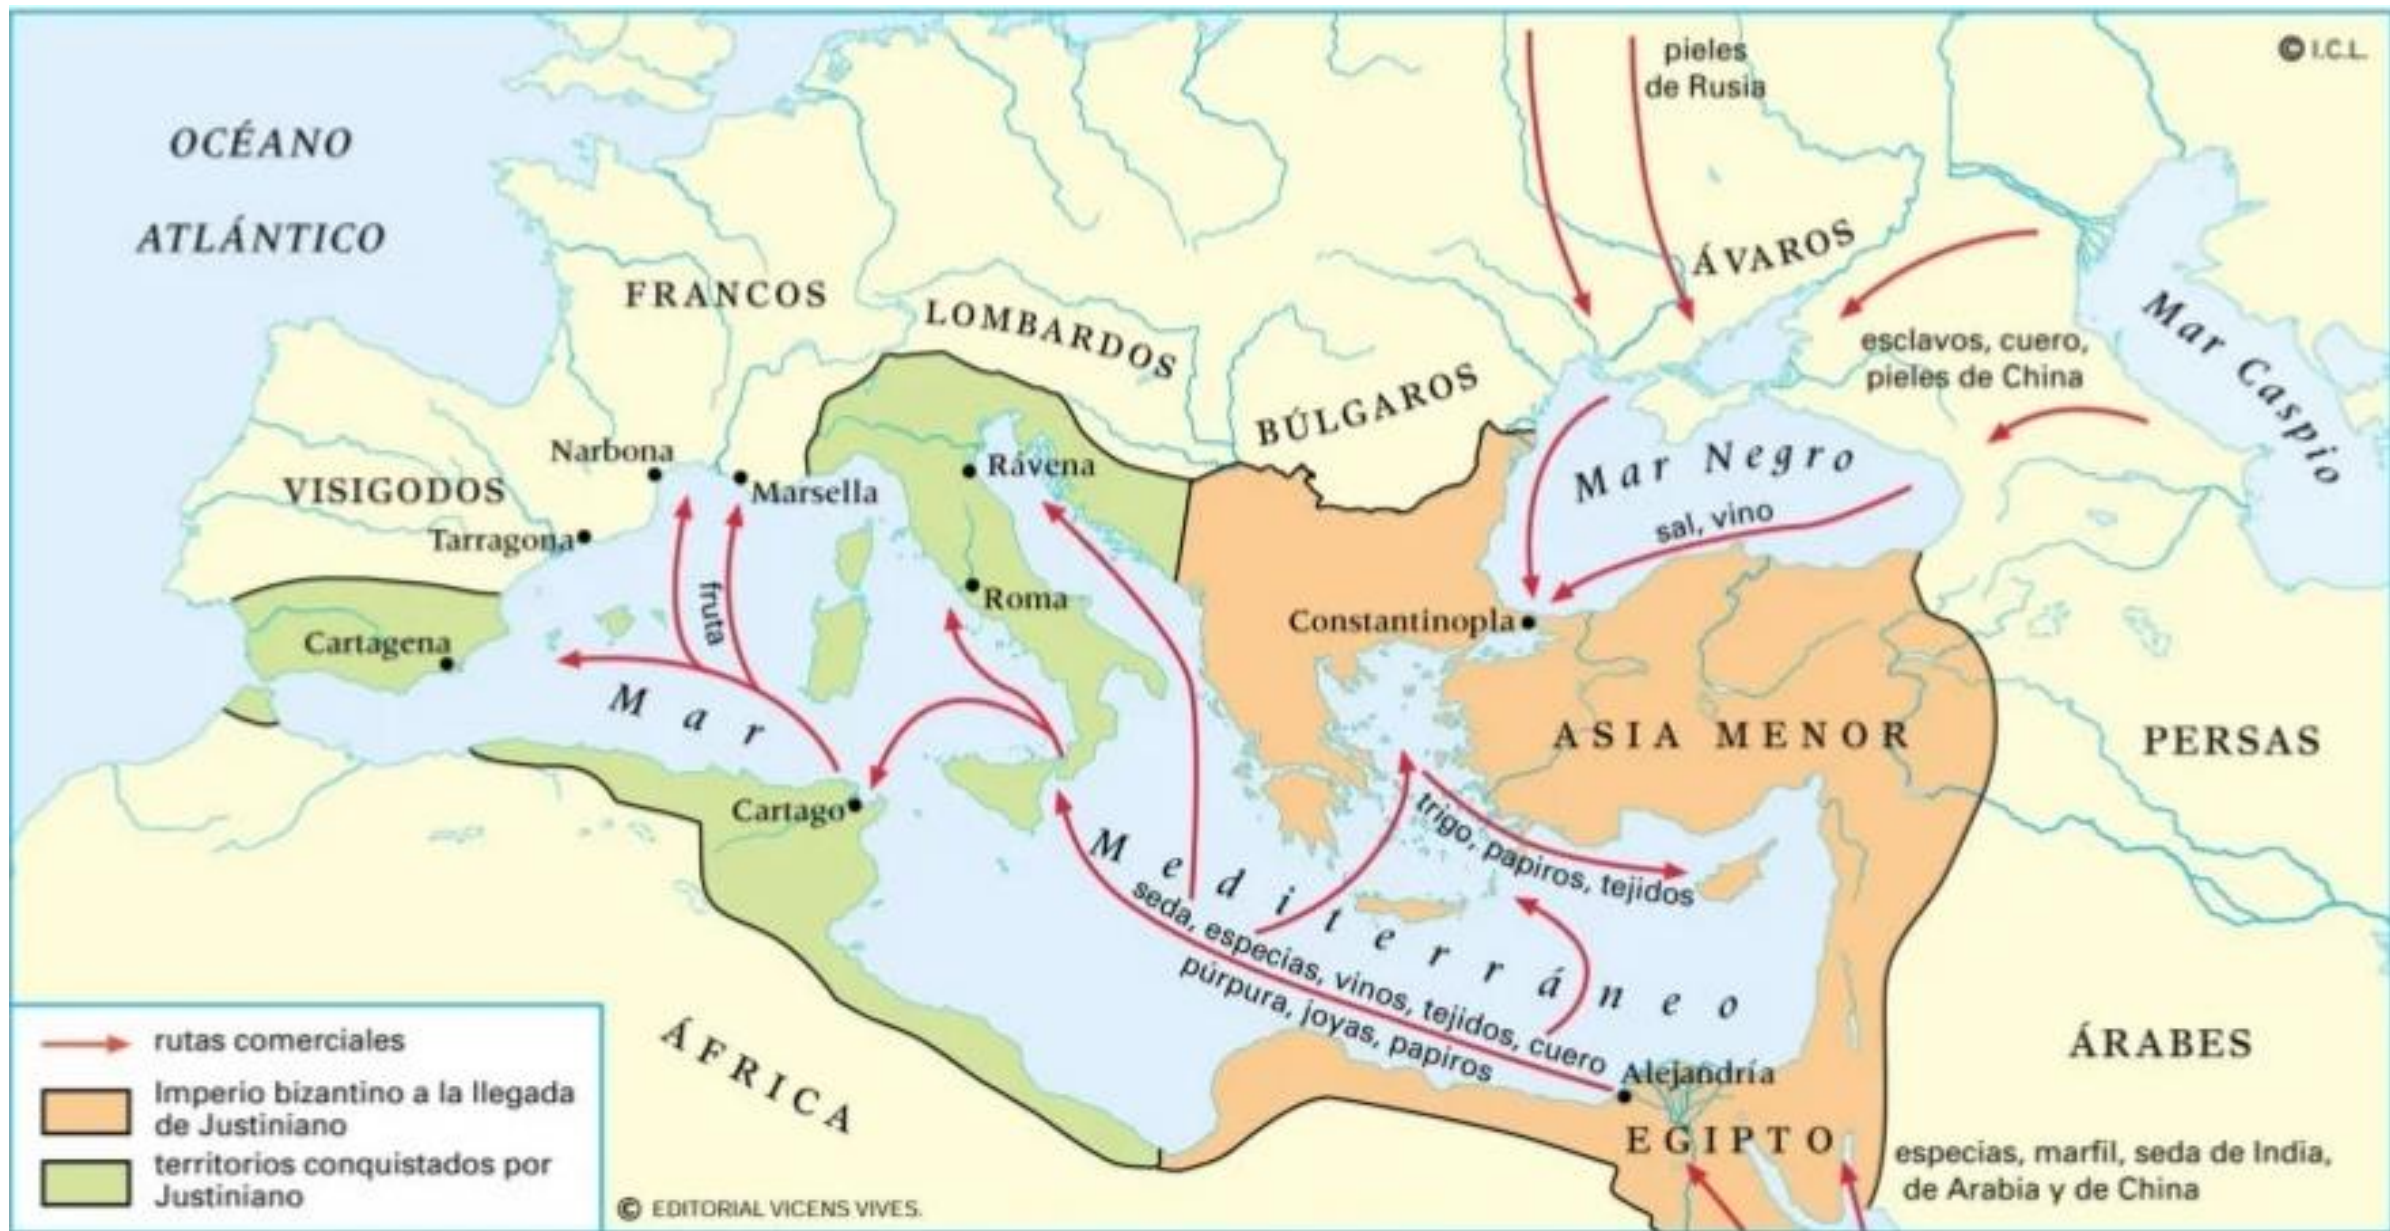 pieles
de Rusia
© I.C.L.
OCÉANO
ATLÁNTICO
ÁVAROS
FRANCOS
LOMBARDOS
Mar Caspio
esclavos, cuero,
pieles de China
BÚLGAROS
Narbona
Rávena
Mar Negro
VISIGODOS
Marsella
sal, vino
Tarragona
fruta
Roma
Constantinopla
Cartagena
Mar
ASIA MENOR
PERSAS
Cartago
trigo, papiros, tejidos
Mediterráneo
seda, especias, vinos, tejidos, cuero
púrpura, joyas, papiros
ÁFRICA
Alejandría
ÁRABES
EGIPTO
especias, marfil, seda de India,
de Arabia y de China
rutas comerciales
Imperio bizantino a la llegada
de Justiniano
territorios conquistados por
Justiniano
© EDITORIAL VICENS VIVES.